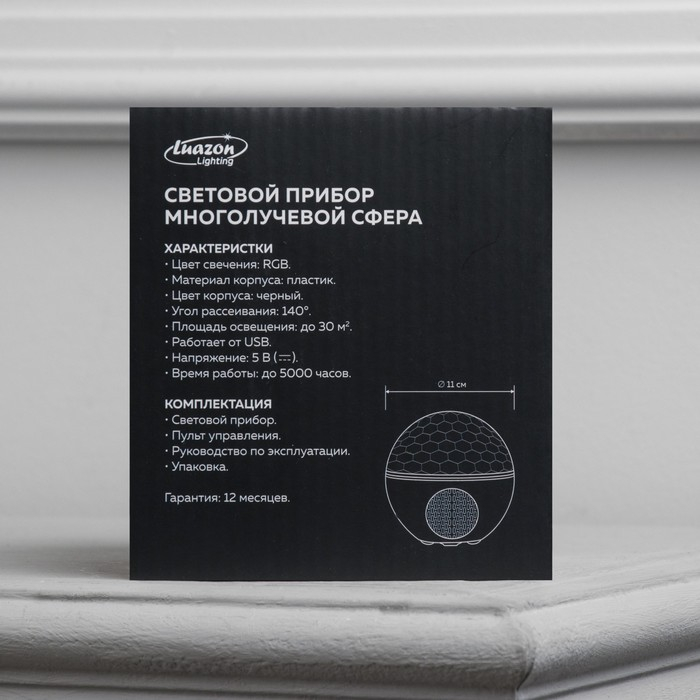 Luazon
Lighting
СВЕТОВОЙ ПРИБОР
МНОГОЛУЧЕВОЙ СФЕРА
ХАРАКТЕРИСТКИ
· Цвет свечения: RGB.
· Материал корпуса: пластик.
· Цвет корпуса: черный.
· Угол рассеивания: 140°.
· Площадь освещения: до 30 м².
· Работает от USB.
· Напряжение: 5 В (⎓).
· Время работы: до 5000 часов.
КОМПЛЕКТАЦИЯ
· Световой прибор.
· Пульт управления.
· Руководство по эксплуатации.
· Упаковка.
Гарантия: 12 месяцев.
∅ 11 см